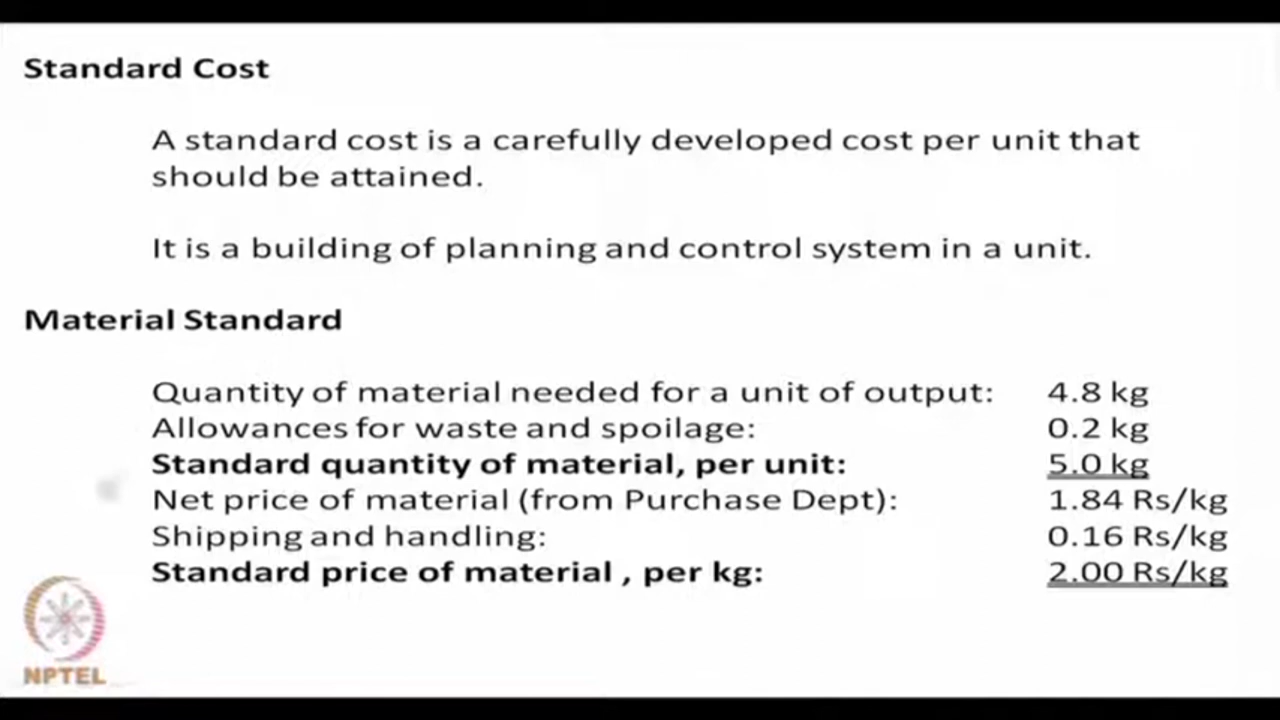 Standard Cost
A standard cost is a carefully developed cost per unit that
should be attained.
It is a building of planning and control system in a unit.
Material Standard
Quantity of material needed for a unit of output: 4.8 kg
Allowances for waste and spoilage: 0.2 kg
Standard quantity of material, per unit: 5.0 kg
Net price of material (from Purchase Dept): 1.84 Rs/kg
Shipping and handling: 0.16 Rs/kg
Standard price of material , per kg: 2.00 Rs/kg
NPTEL